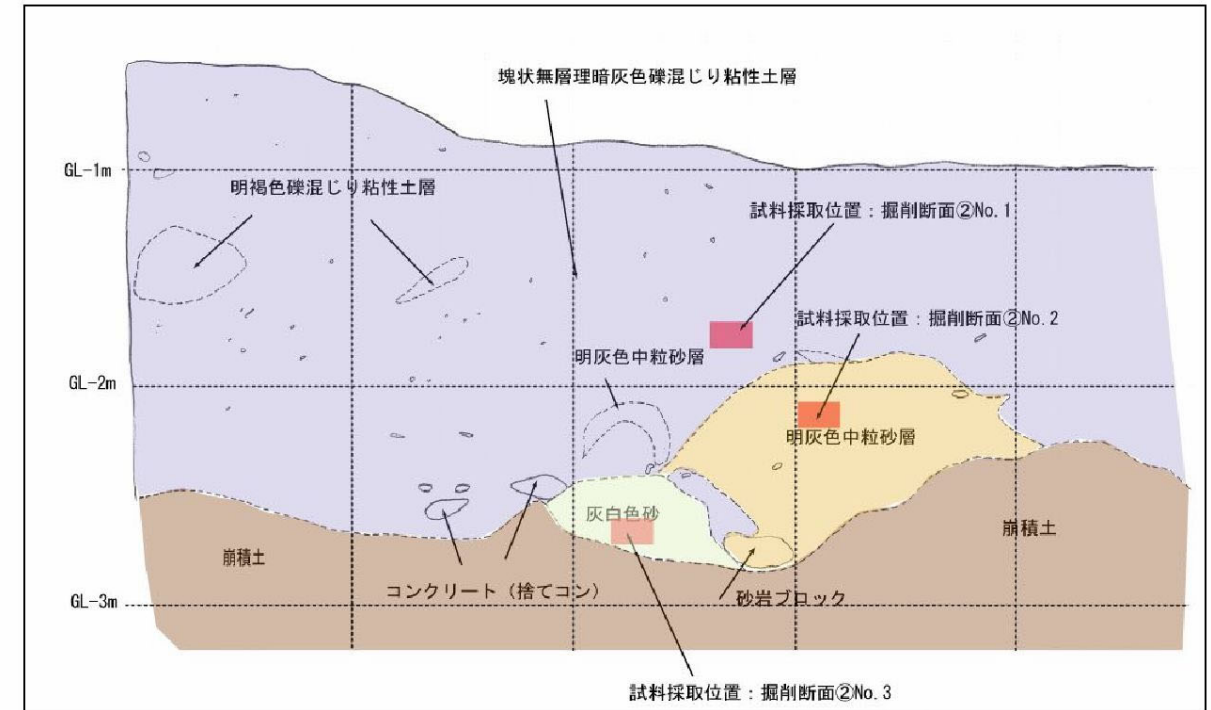 塊状無層理暗灰色礫混じり粘性土層
GL-1m
明褐色礫混じり粘性土層
試料採取位置：掘削断面②No.1
試料採取位置：掘削断面②No.2
明灰色中粒砂層
GL-2m
明灰色中粒砂層
灰白色砂
崩積土
崩積土
コンクリート（捨てコン）
砂岩ブロック
GL-3m
試料採取位置：掘削断面②No.3